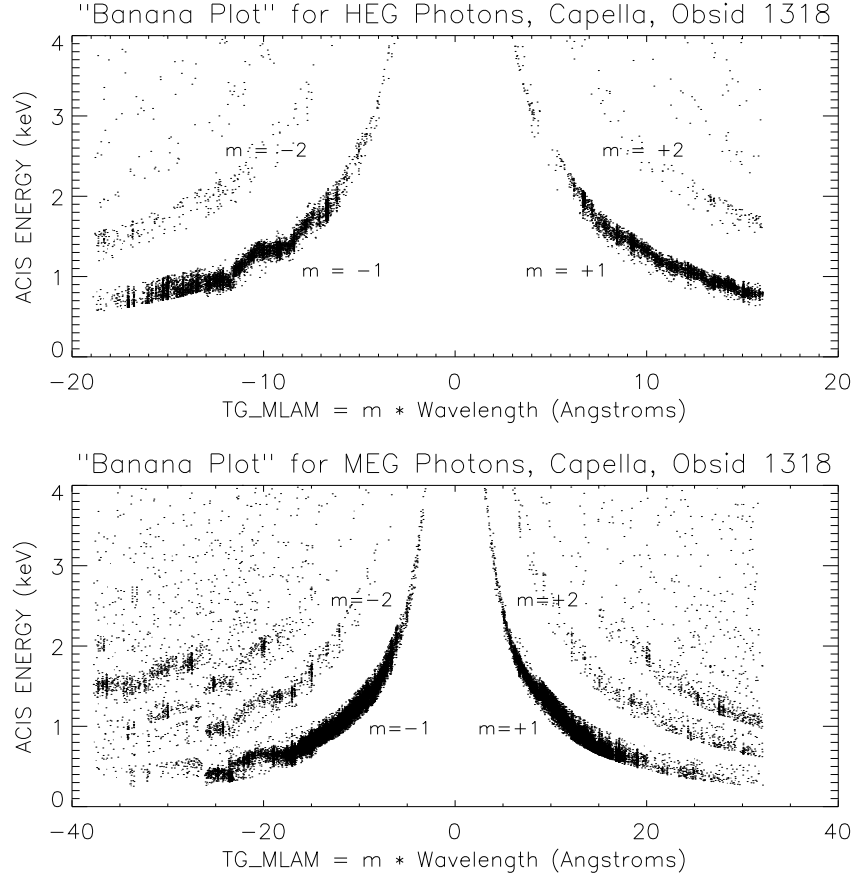 "Banana Plot" for HEG Photons, Capella, Obsid 1318
4
3
2
1
0
ACIS ENERGY (keV)
m = -2
m = +2
m = -1
m = +1
-20
-10
0
10
20
TG_MLAM = m * Wavelength (Angstroms)
"Banana Plot" for MEG Photons, Capella, Obsid 1318
4
3
2
1
0
ACIS ENERGY (keV)
m=-2
m=+2
m=-1
m=+1
-40
-20
0
20
40
TG_MLAM = m * Wavelength (Angstroms)